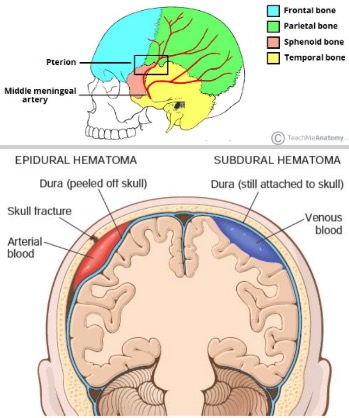 Frontal bone
Parietal bone
Sphenoid bone
Temporal bone
Pterion
Middle meningeal
artery
© TeachMeAnatomy
EPIDURAL HEMATOMA
SUBDURAL HEMATOMA
Dura (peeled off skull)
Dura (still attached to skull)
Skull fracture
Arterial
blood
Venous
blood